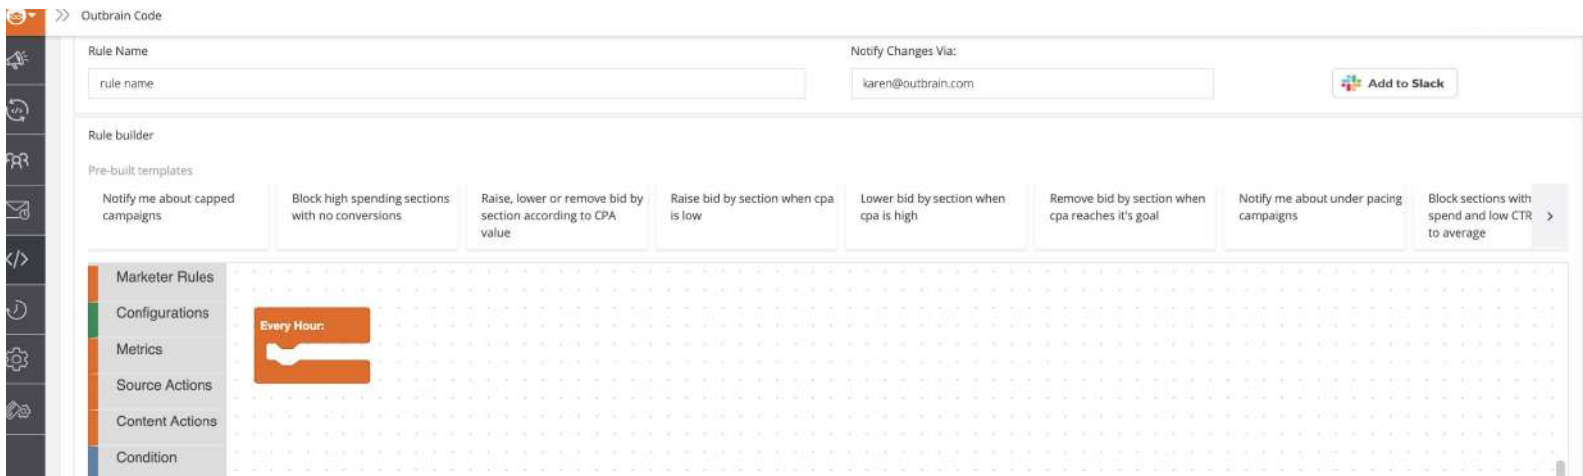 Outbrain Code
Rule Name
Notify Changes Via:
rule name
karen@outbrain.com
Add to Slack
Rule builder
Pre-built templates
Notify me about capped
campaigns
Block high spending sections
with no conversions
Raise, lower or remove bid by
section according to CPA
value
Raise bid by section when cpa
is low
Lower bid by section when
cpa is high
Remove bid by section when
cpa reaches it's goal
Notify me about under pacing
campaigns
Block sections with
spend and low CTR
to average
Marketer Rules
Configurations
Metrics
Source Actions
Content Actions
Condition
Every Hour: